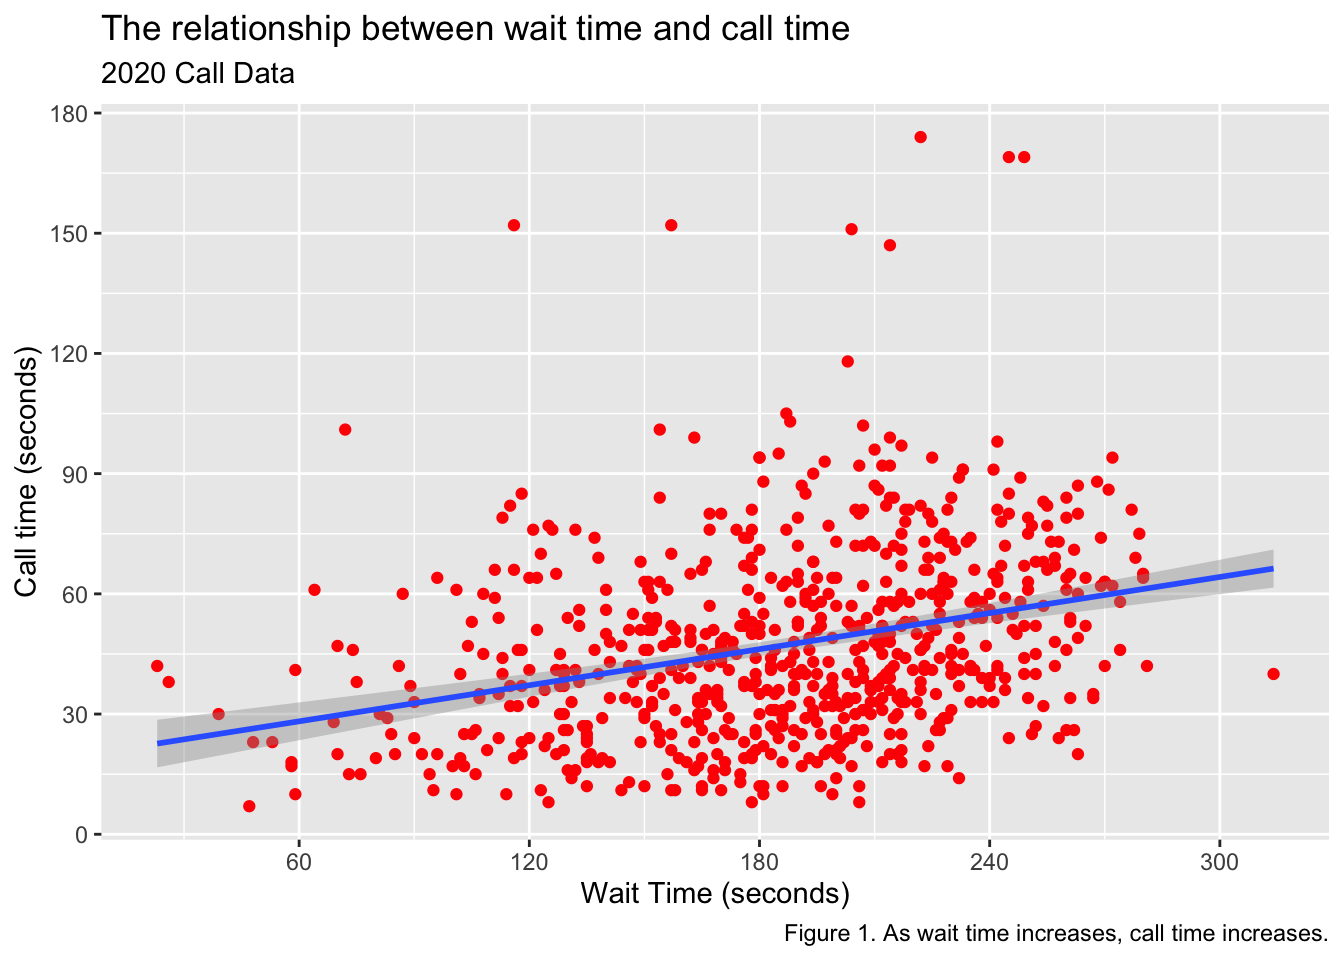 The relationship between wait time and call time
2020 Call Data
180
150
120
90
60
30
0
Call time (seconds)
60 120 180 240 300
Wait Time (seconds)
Figure 1. As wait time increases, call time increases.